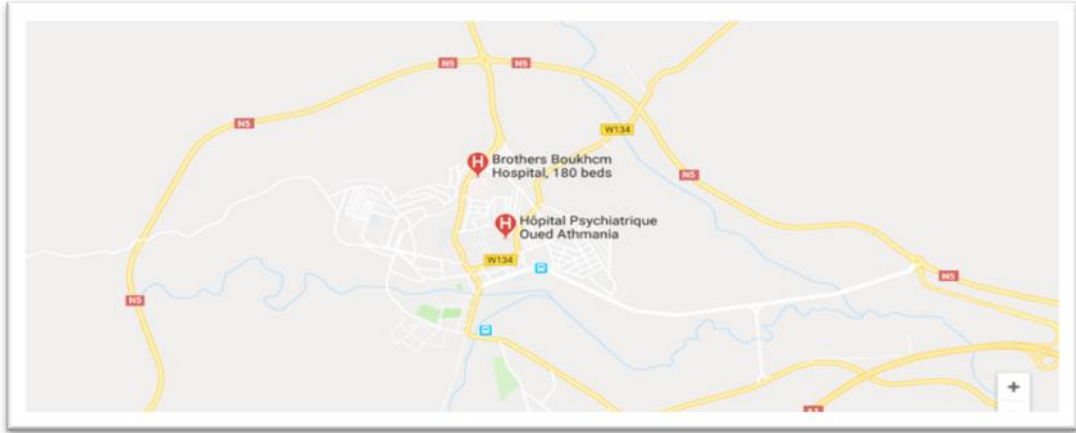 N5
N5
N5
W134
Brothers Boukhcm
Hospital, 180 beds
N5
Hôpital Psychiatrique
Oued Athmania
W134
N5
N5
+